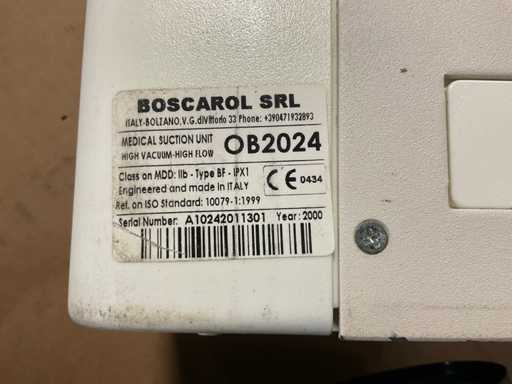 BOSCAROL SRL
ITALY-BOLZANO,V.G.diVittorio 33 Phone: +390471932893
MEDICAL SUCTION UNIT
HIGH VACUUM-HIGH FLOW
OB2024
Class on MDD: IIb - Type BF - IPX1
Engineered and made in ITALY
CE 0434
Ref. on ISO Standard: 10079-1:1999
Serial Number: A10242011301 Year: 2000